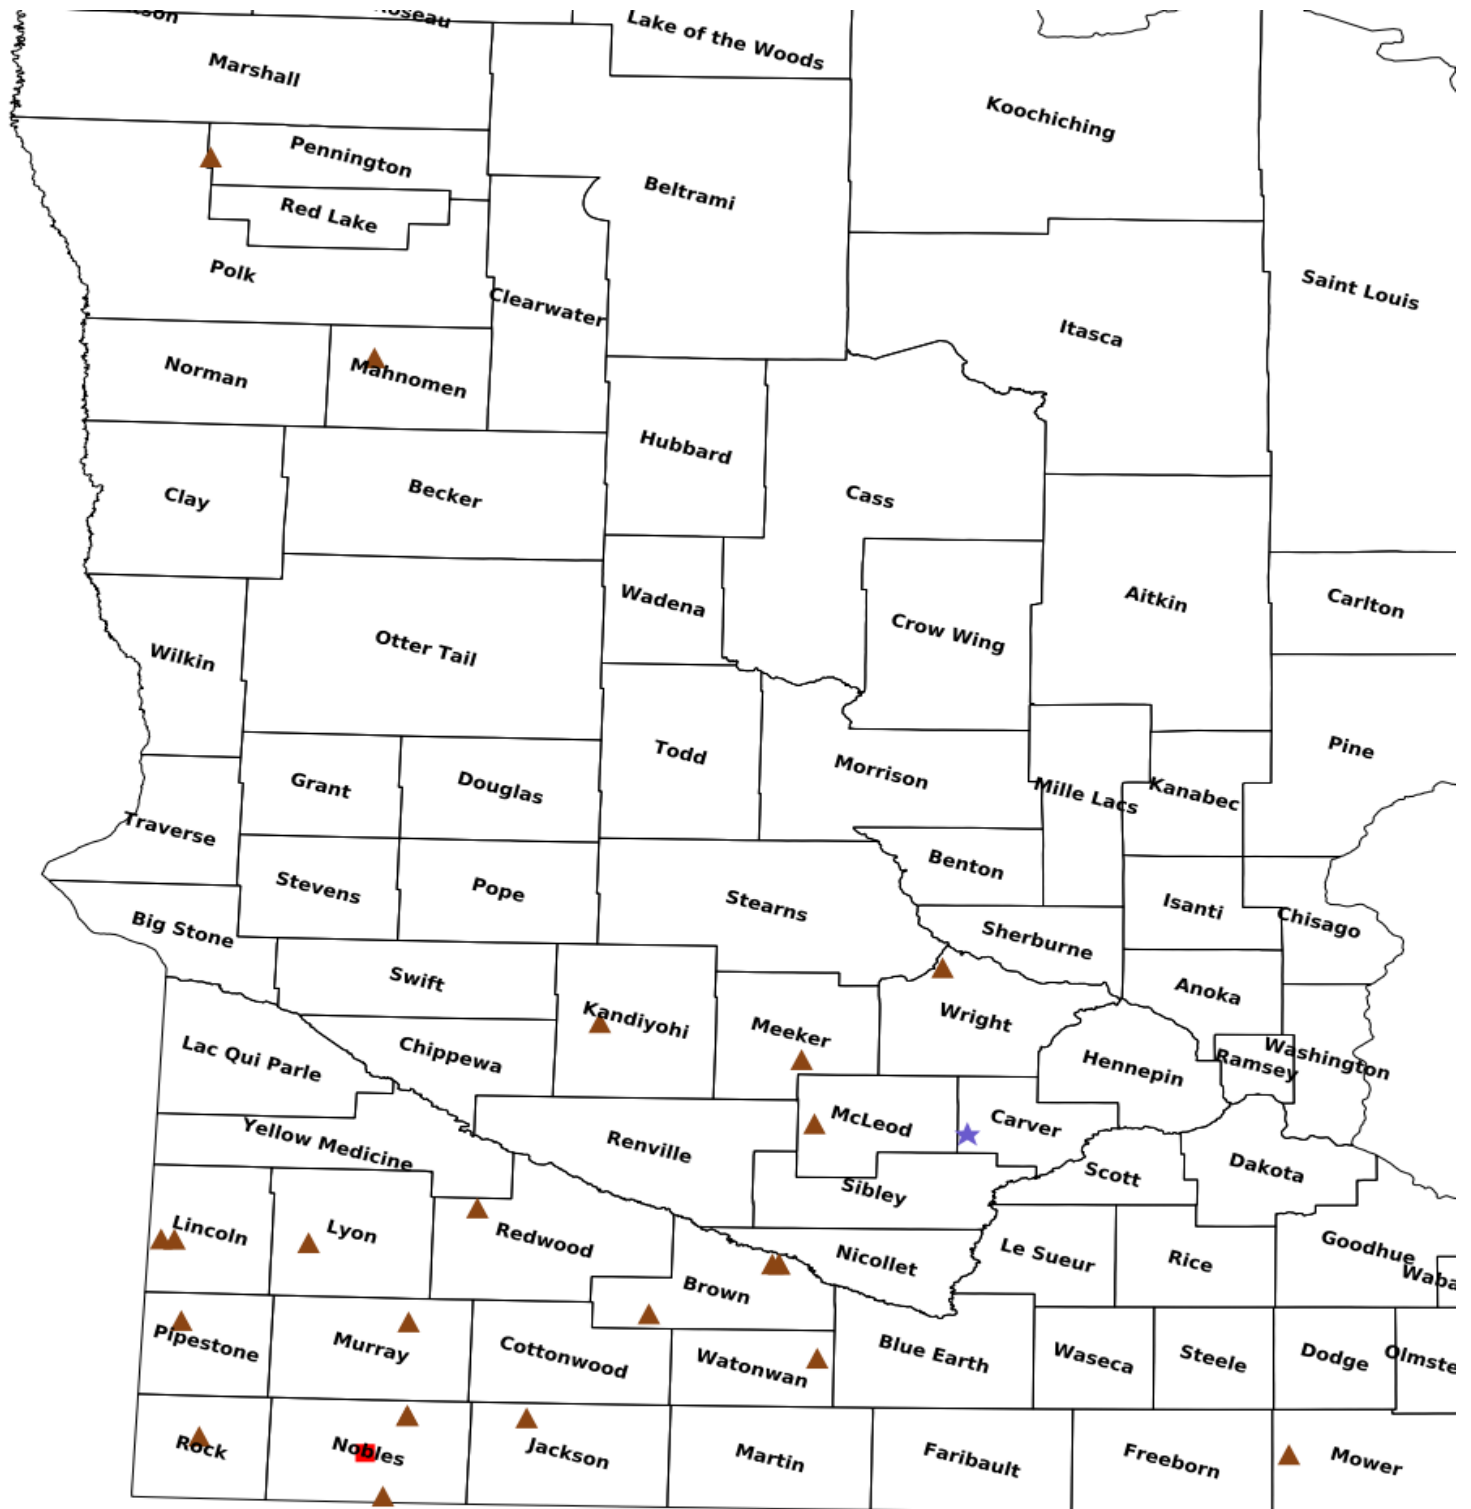 Roseau
Lake of the Woods
Marshall
Koochiching
Pennington
Beltrami
Red Lake
Polk
Saint Louis
Clearwater
Itasca
Norman
Mahnomen
Hubbard
Clay
Becker
Cass
Wadena
Aitkin
Carlton
Crow Wing
Otter Tail
Wilkin
Todd
Pine
Morrison
Grant
Douglas
Mille Lacs
Kanabec
Traverse
Benton
Stevens
Pope
Stearns
Isanti
Chisago
Big Stone
Sherburne
Swift
Anoka
Kandiyohi
Wright
Meeker
Lac Qui Parle
Chippewa
Hennepin
Ramsey
Washington
McLeod
Carver
Yellow Medicine
Renville
Scott
Dakota
Sibley
Lincoln
Lyon
Redwood
Nicollet
Le Sueur
Rice
Goodhue
Waba
Brown
Pipestone
Murray
Cottonwood
Watonwan
Blue Earth
Waseca
Steele
Dodge
Olmste
Rock
Nobles
Jackson
Martin
Faribault
Freeborn
Mower